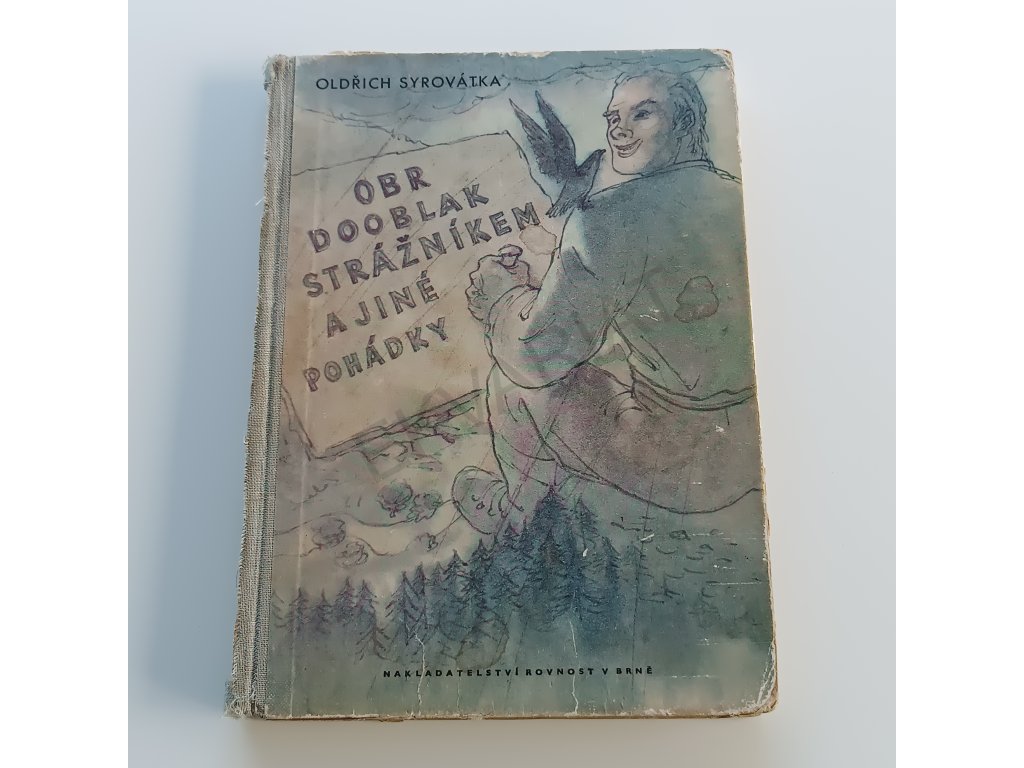 OLDŘICH SYROVÁTKA
OBR
DOOBLAK
STRÁŽNÍKEM
A JINÉ
POHÁDKY
NAKLADATELSTVÍ ROVNOST V BRNĚ